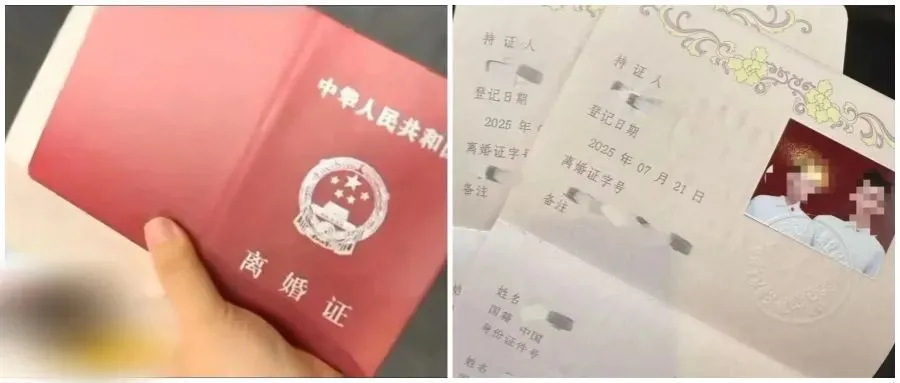 中华人民共和
离婚证
持证人
登记日期
2025 年 0
离婚证字号
备注
持证人
登记日期
2025 年 07 月 21 日
离婚证字号
备注
姓名
国籍 中国
身份证件号
姓名